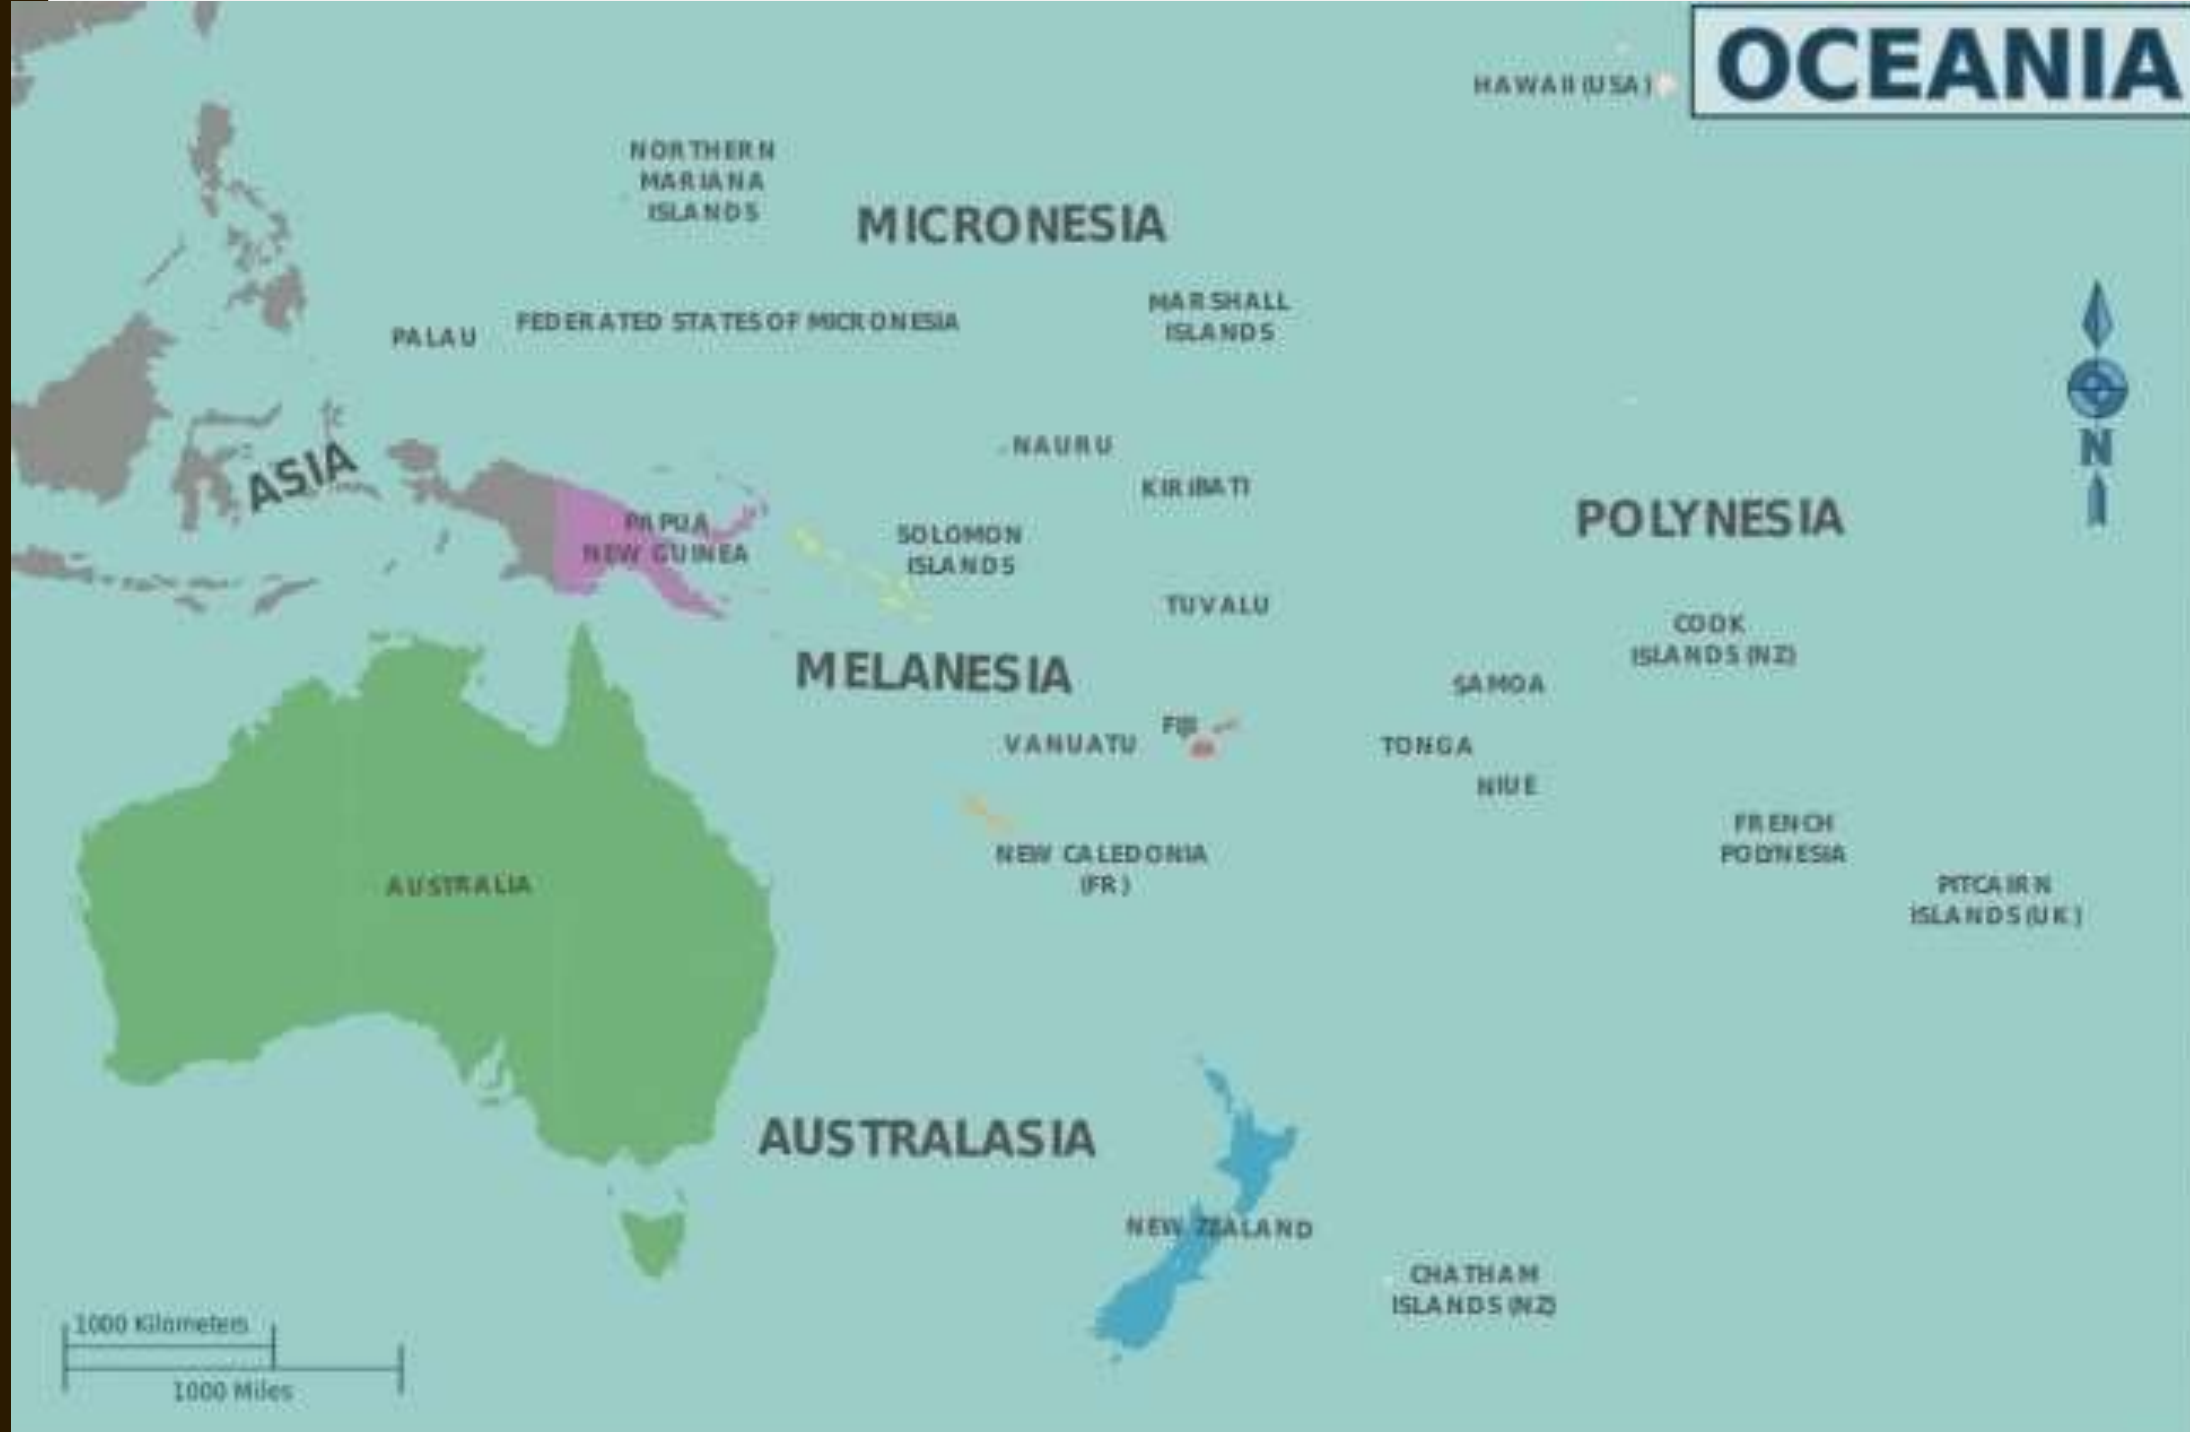 OCEANIA
HAWAII (USA)
NORTHERN
MARIANA
ISLANDS
MICRONESIA
MARSHALL
ISLANDS
FEDERATED STATES OF MICRONESIA
PALAU
N
NAURU
ASIA
KIRIBATI
POLYNESIA
PAPUA
NEW GUINEA
SOLOMON
ISLANDS
TUVALU
COOK
ISLANDS (NZ)
MELANESIA
SAMOA
FIJI
VANUATU
TONGA
NIUE
FRENCH
POLYNESIA
NEW CALEDONIA
(FR)
AUSTRALIA
PITCAIRN
ISLANDS (UK)
AUSTRALASIA
NEW ZEALAND
CHATHAM
ISLANDS (NZ)
1000 Kilometers
1000 Miles